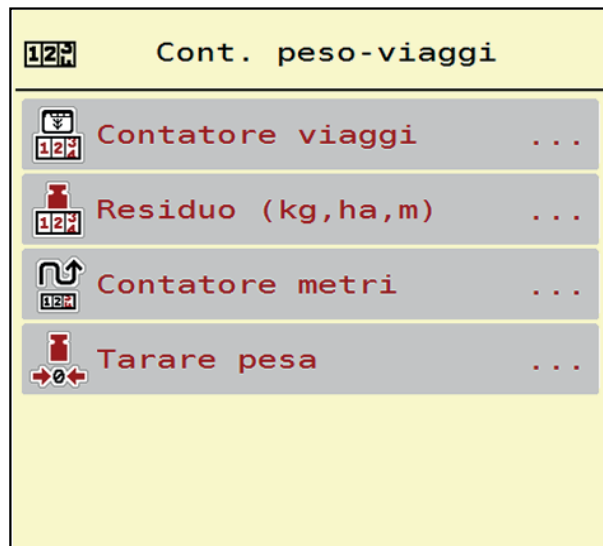 Cont. peso-viaggi
Contatore viaggi ...
Residuo (kg,ha,m) ...
Contatore metri ...
Tarare pesa ...